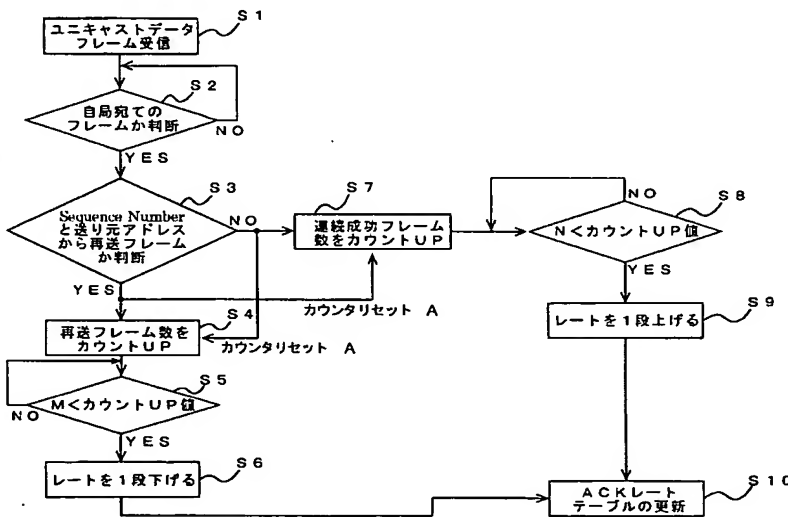 S1
ユニキャストデータ
フレーム受信
S2
自局宛ての
フレームか判断
NO
YES
S3
Sequence Number
と送り元アドレス
から再送フレーム
か判断
NO
YES
S7
連続成功フレーム
数をカウントUP
NO
S8
N<カウントUP値
YES
カウンタリセット A
S4
再送フレーム数を
カウントUP
カウンタリセット A
S9
レートを1段上げる
S5
M<カウントUP値
NO
YES
S6
レートを1段下げる
S10
ACKレート
テーブルの更新